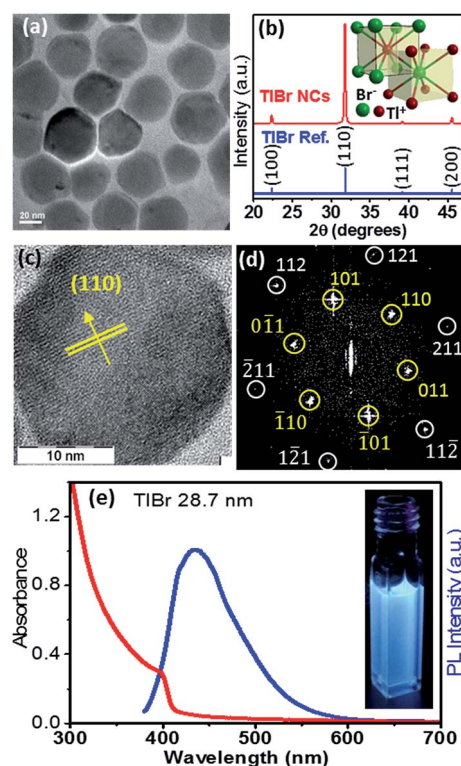 (a)
20 nm
(b)
Br⁻
Tl⁺
TlBr NCs
TlBr Ref.
(100)
(110)
(111)
(200)
Intensity (a.u.)
20 25 30 35 40 45
2θ (degrees)
(c)
(110)
10 nm
(d)
121
112
101
110
01̄1
211
2̄11
011
1̄10
1̄01
112̄
12̄1
(e)
TlBr 28.7 nm
1.2
0.8
0.4
0.0
Absorbance
PL Intensity (a.u.)
300 400 500 600 700
Wavelength (nm)